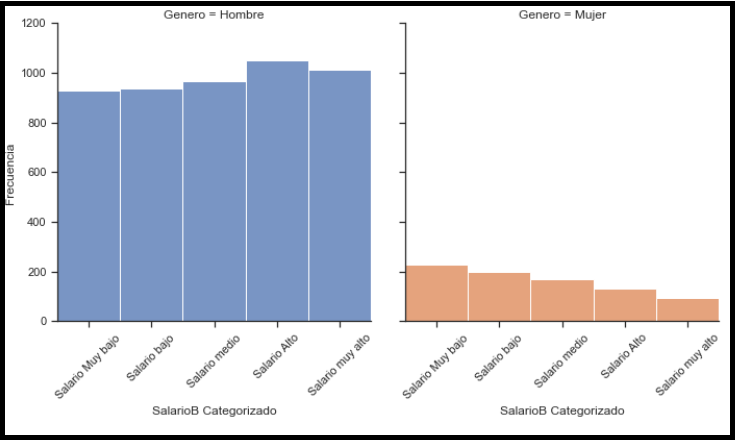 Genero = Hombre
Genero = Mujer
1200
1000
800
600
400
200
0
Frecuencia
Salario Muy bajo
Salario bajo
Salario medio
Salario Alto
Salario muy alto
Salario Muy bajo
Salario bajo
Salario medio
Salario Alto
Salario muy alto
SalarioB Categorizado
SalarioB Categorizado